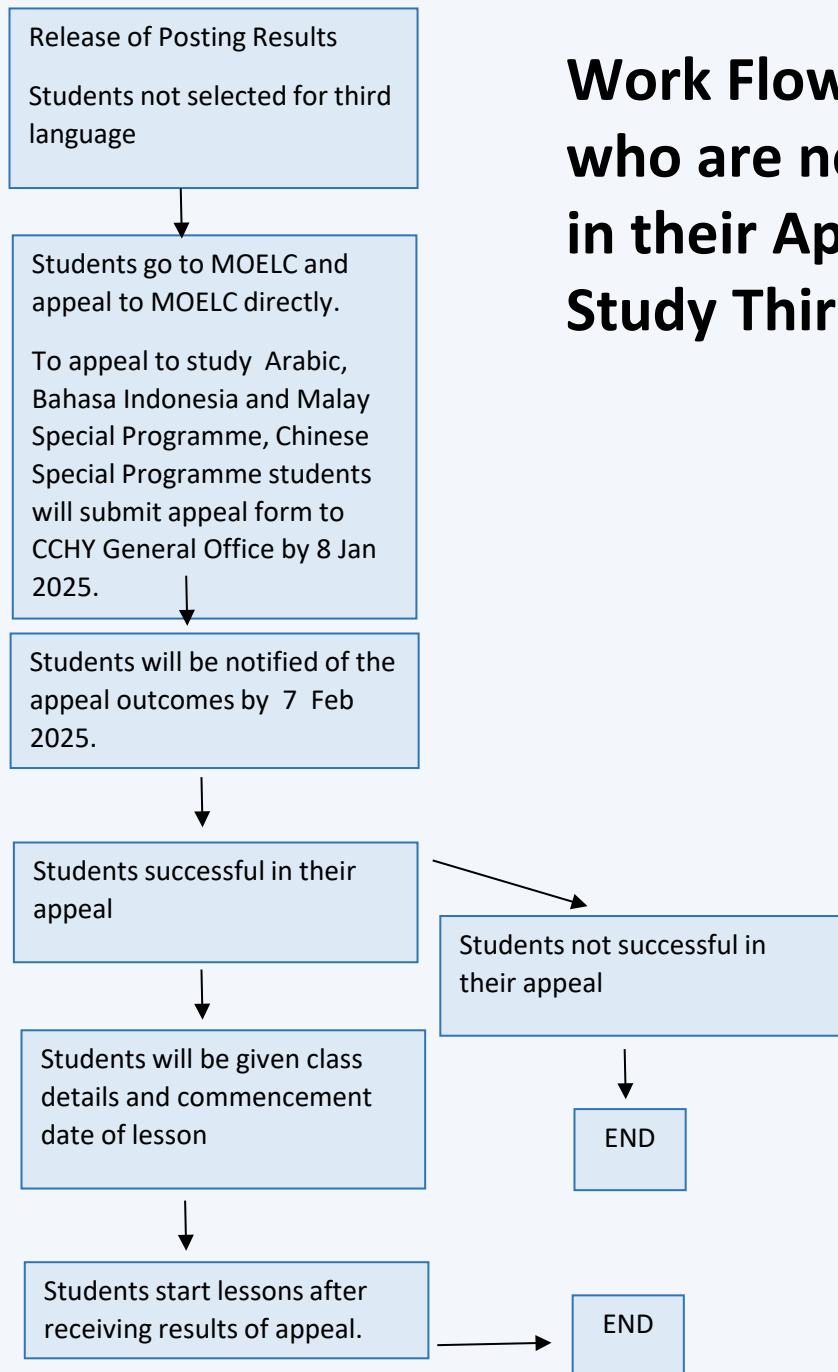 Release of Posting Results
Students not selected for third
language
Work Flow
who are n
in their Ap
Study Thir
Students go to MOELC and
appeal to MOELC directly.
To appeal to study Arabic,
Bahasa Indonesia and Malay
Special Programme, Chinese
Special Programme students
will submit appeal form to
CCHY General Office by 8 Jan
2025.
Students will be notified of the
appeal outcomes by 7 Feb
2025.
Students successful in their
appeal
Students not successful in
their appeal
Students will be given class
details and commencement
date of lesson
END
Students start lessons after
receiving results of appeal.
END